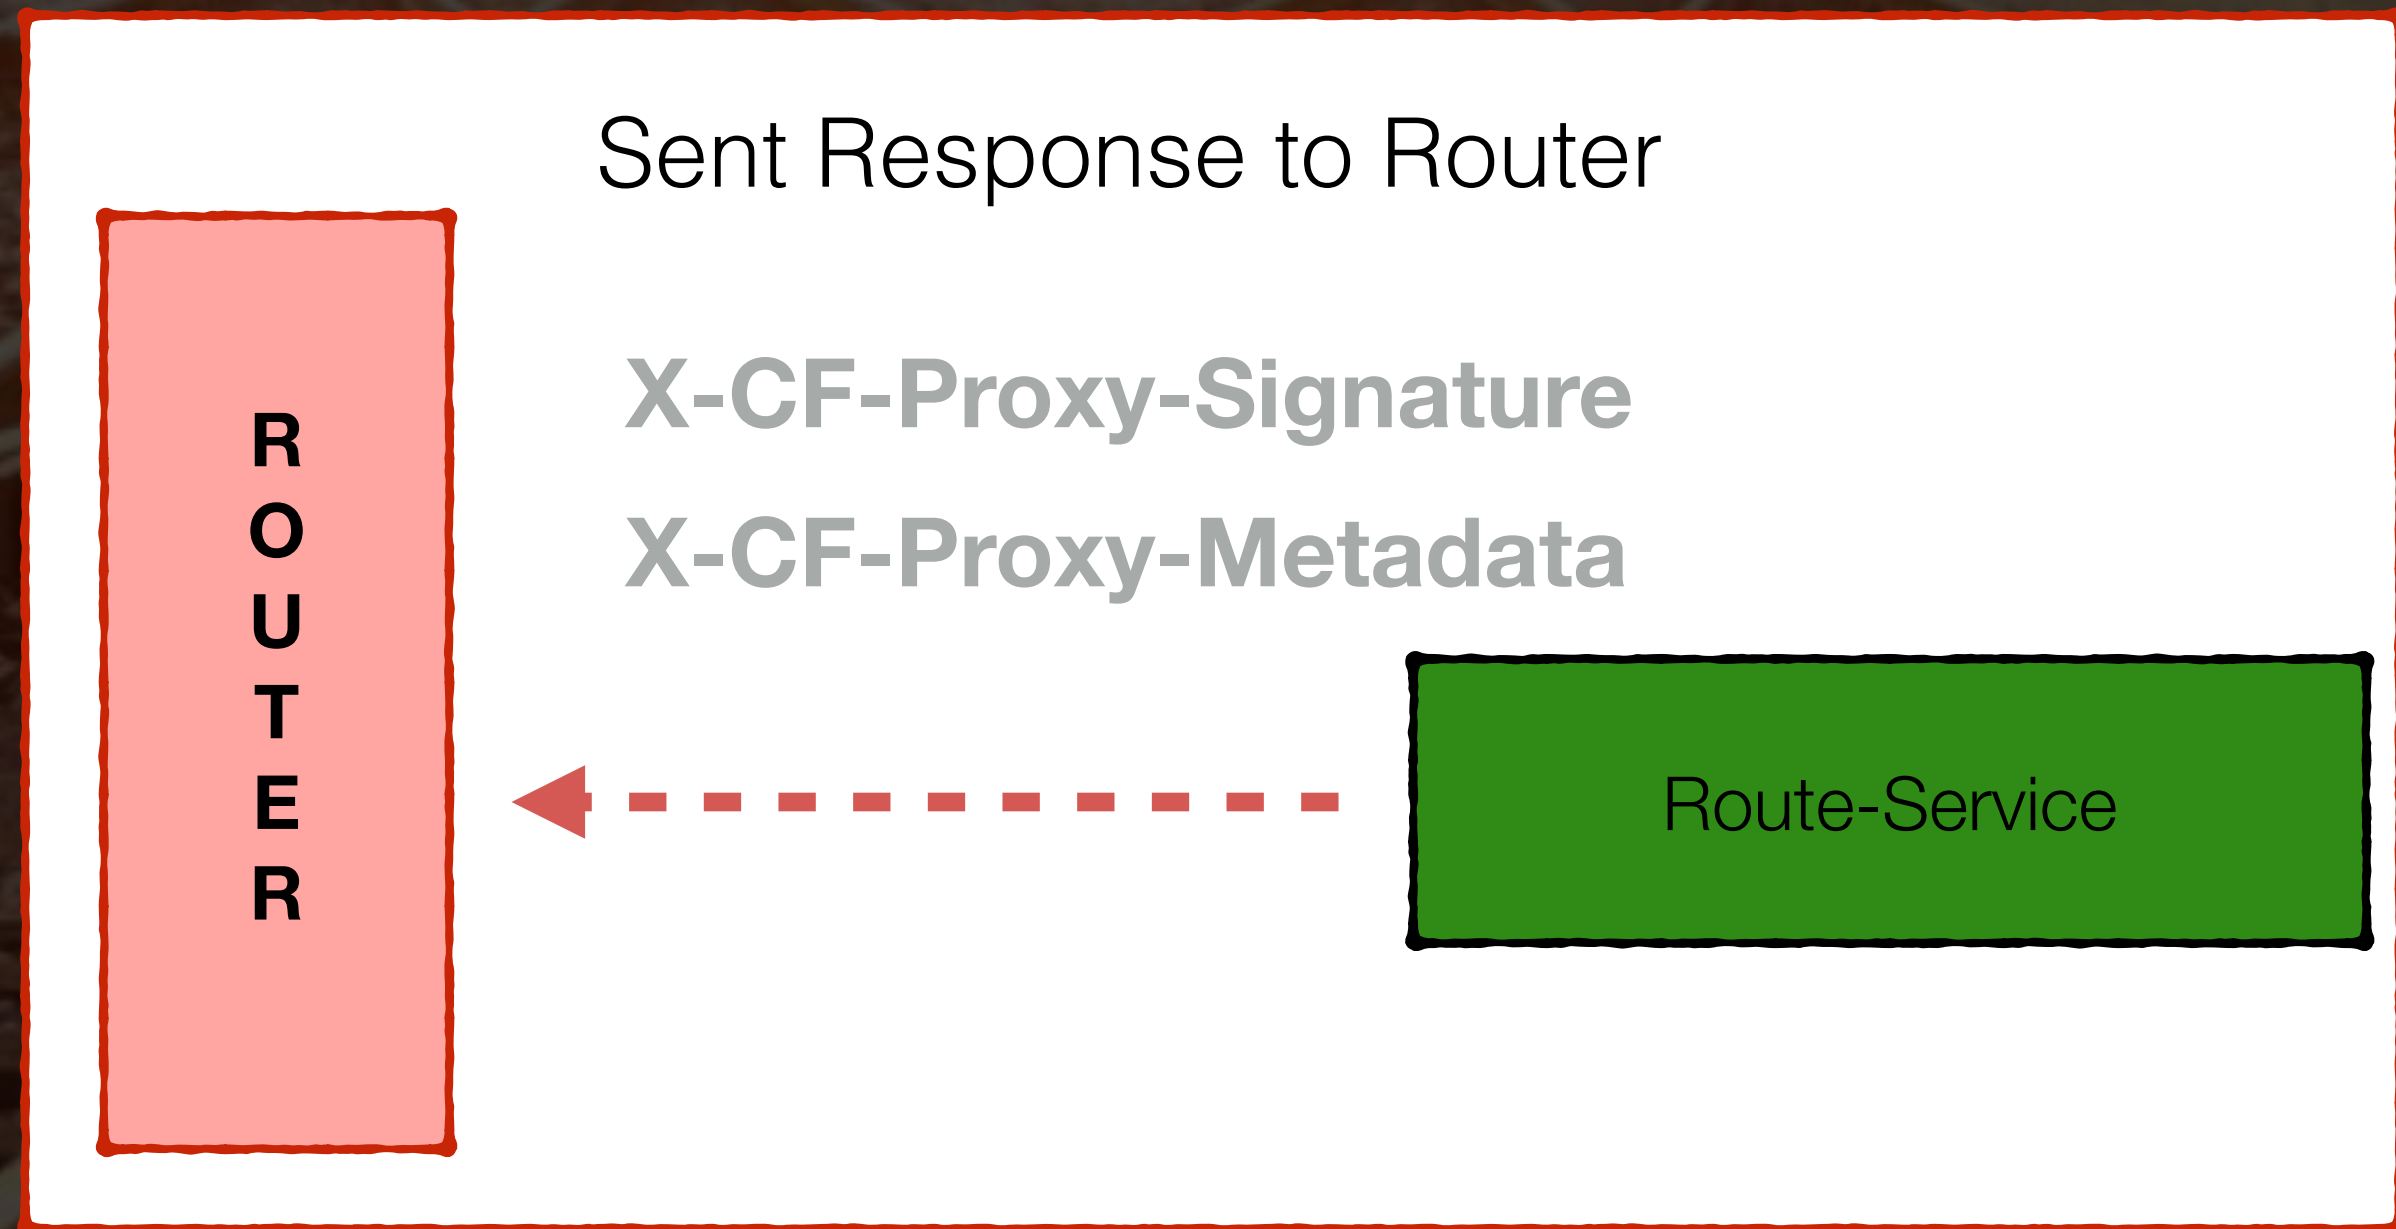 Sent Response to Router
X-CF-Proxy-Signature
X-CF-Proxy-Metadata
R
O
U
T
E
R
Route-Service